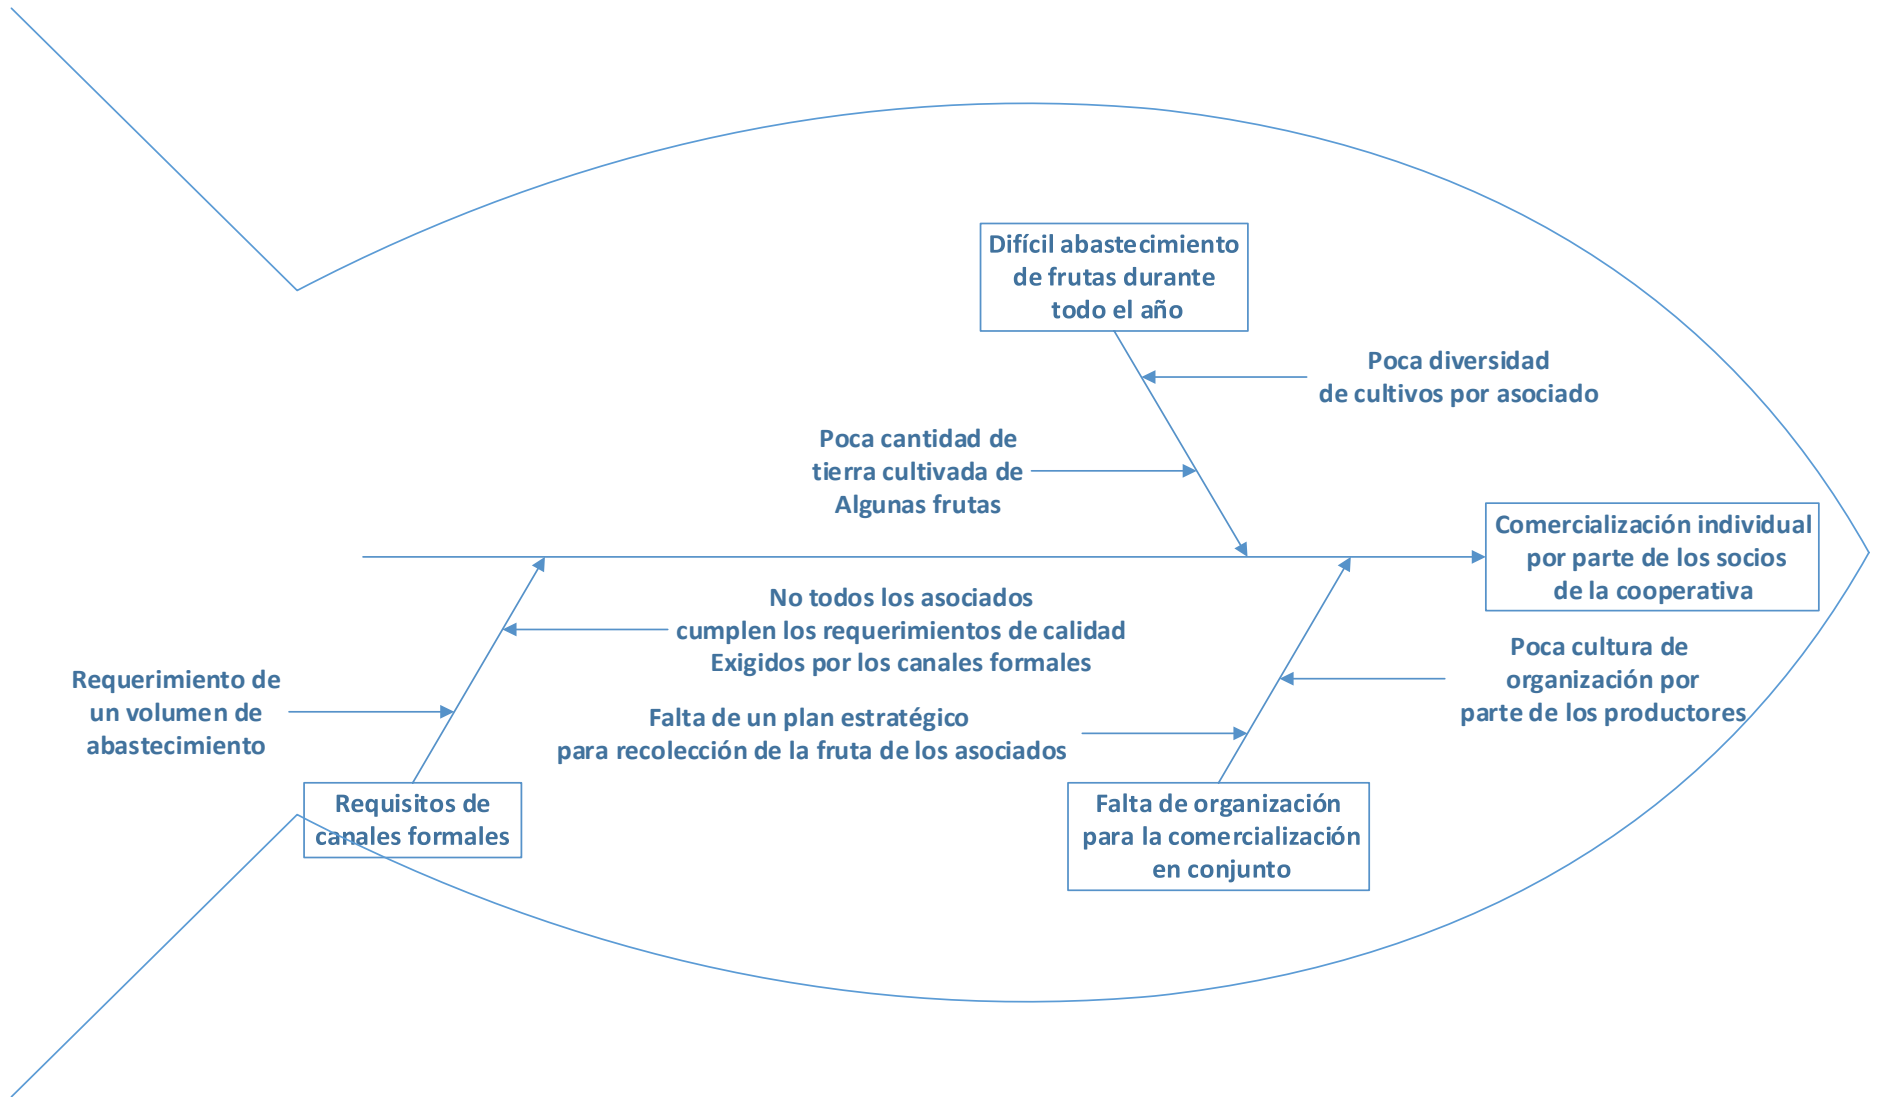 Difícil abastecimiento
de frutas durante
todo el año
Poca diversidad
de cultivos por asociado
Poca cantidad de
tierra cultivada de
Algunas frutas
Comercialización individual
por parte de los socios
de la cooperativa
No todos los asociados
cumplen los requerimientos de calidad
Exigidos por los canales formales
Requerimiento de
un volumen de
abastecimiento
Poca cultura de
organización por
parte de los productores
Falta de un plan estratégico
para recolección de la fruta de los asociados
Requisitos de
canales formales
Falta de organización
para la comercialización
en conjunto